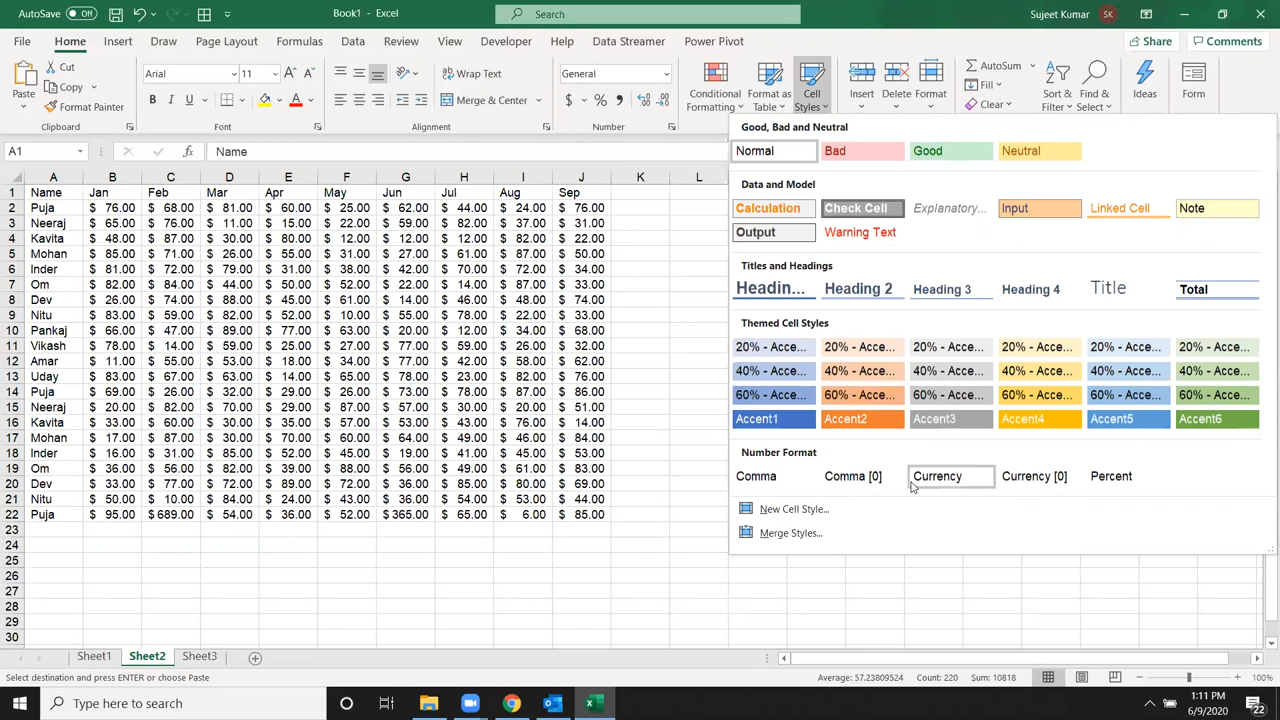 AutoSave Off Book1 - Excel Search Sujeet Kumar SK
File Home Insert Draw Page Layout Formulas Data Review View Developer Help Data Streamer Power Pivot Share Comments
Paste Cut Copy Format Painter Arial 11 Wrap Text Merge & Center General Conditional Formatting Format as Table Cell Styles Insert Delete Format AutoSum Fill Clear Sort & Filter Find & Select Ideas Form
Clipboard Font Alignment Number
A1 fx Name
Good, Bad and Neutral
Normal Bad Good Neutral
Data and Model
Calculation Check Cell Explanatory... Input Linked Cell Note
Output Warning Text
Titles and Headings
Headin... Heading 2 Heading 3 Heading 4 Title Total
Themed Cell Styles
20% - Acce... 20% - Acce... 20% - Acce... 20% - Acce... 20% - Acce... 20% - Acce...
40% - Acce... 40% - Acce... 40% - Acce... 40% - Acce... 40% - Acce... 40% - Acce...
60% - Acce... 60% - Acce... 60% - Acce... 60% - Acce... 60% - Acce... 60% - Acce...
Accent1 Accent2 Accent3 Accent4 Accent5 Accent6
Number Format
Comma Comma [0] Currency Currency [0] Percent
New Cell Style...
Merge Styles...
A B C D E F G H I J K L
1 Name Jan Feb Mar Apr May Jun Jul Aug Sep
2 Puja $ 76.00 $ 68.00 $ 81.00 $ 60.00 $ 25.00 $ 62.00 $ 44.00 $ 24.00 $ 76.00
3 Neeraj $ 65.00 $ 76.00 $ 11.00 $ 15.00 $ 22.00 $ 69.00 $ 82.00 $ 37.00 $ 31.00
4 Kavita $ 48.00 $ 87.00 $ 30.00 $ 80.00 $ 12.00 $ 12.00 $ 12.00 $ 82.00 $ 22.00
5 Mohan $ 85.00 $ 71.00 $ 26.00 $ 55.00 $ 31.00 $ 27.00 $ 61.00 $ 87.00 $ 50.00
6 Inder $ 81.00 $ 72.00 $ 79.00 $ 31.00 $ 38.00 $ 42.00 $ 70.00 $ 72.00 $ 34.00
7 Om $ 82.00 $ 84.00 $ 44.00 $ 50.00 $ 52.00 $ 22.00 $ 14.00 $ 87.00 $ 33.00
8 Dev $ 26.00 $ 74.00 $ 88.00 $ 45.00 $ 61.00 $ 14.00 $ 46.00 $ 48.00 $ 74.00
9 Nitu $ 83.00 $ 59.00 $ 82.00 $ 32.00 $ 10.00 $ 55.00 $ 78.00 $ 22.00 $ 33.00
10 Pankaj $ 66.00 $ 47.00 $ 89.00 $ 77.00 $ 63.00 $ 20.00 $ 12.00 $ 34.00 $ 68.00
11 Vikash $ 78.00 $ 14.00 $ 31.00 $ 86.00 $ 77.00 $ 59.00 $ 59.00 $ 26.00 $ 32.00
12 Amar $ 11.00 $ 55.00 $ 53.00 $ 18.00 $ 34.00 $ 77.00 $ 42.00 $ 58.00 $ 62.00
13 Uday $ 83.00 $ 67.00 $ 63.00 $ 14.00 $ 65.00 $ 78.00 $ 23.00 $ 82.00 $ 34.00
14 Puja $ 69.00 $ 26.00 $ 32.00 $ 29.00 $ 26.00 $ 73.00 $ 78.00 $ 87.00 $ 86.00
15 Neeraj $ 20.00 $ 82.00 $ 70.00 $ 29.00 $ 87.00 $ 57.00 $ 30.00 $ 20.00 $ 51.00
16 Kavita $ 33.00 $ 60.00 $ 30.00 $ 35.00 $ 57.00 $ 23.00 $ 43.00 $ 76.00 $ 14.00
17 Mohan $ 17.00 $ 87.00 $ 30.00 $ 70.00 $ 60.00 $ 64.00 $ 49.00 $ 46.00 $ 84.00
18 Inder $ 16.00 $ 31.00 $ 85.00 $ 52.00 $ 44.00 $ 41.00 $ 45.00 $ 45.00 $ 53.00
19 Om $ 36.00 $ 56.00 $ 82.00 $ 39.00 $ 88.00 $ 56.00 $ 49.00 $ 61.00 $ 83.00
20 Dev $ 33.00 $ 77.00 $ 72.00 $ 72.00 $ 24.00 $ 36.00 $ 85.00 $ 80.00 $ 69.00
21 Nitu $ 50.00 $ 10.00 $ 84.00 $ 24.00 $ 43.00 $ 36.00 $ 54.00 $ 53.00 $ 44.00
22 Puja $ 95.00 $ 689.00 $ 54.00 $ 36.00 $ 52.00 $ 365.00 $ 65.00 $ 6.00 $ 85.00
23
24
25
26
27
28
29
30
Sheet1 Sheet2 Sheet3
Select destination and press ENTER or choose Paste Average: 57.23809524 Count: 220 Sum: 10818 100%
Type here to search 1:11 PM
6/9/2020 22